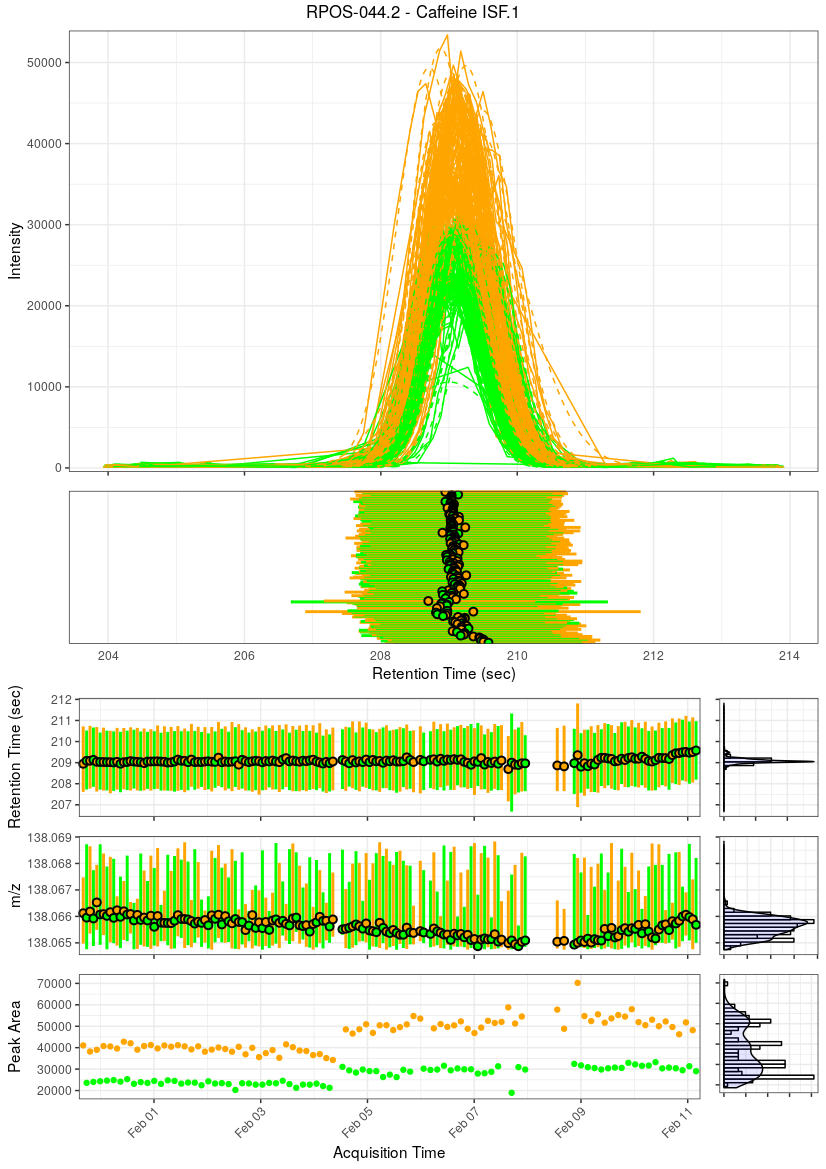 RPOS-044.2 - Caffeine ISF.1
Intensity
50000
40000
30000
20000
10000
0
204 206 208 210 212 214
Retention Time (sec)
Retention Time (sec)
212
211
210
209
208
207
m/z
138.069
138.068
138.067
138.066
138.065
Peak Area
70000
60000
50000
40000
30000
20000
Feb 01 Feb 03 Feb 05 Feb 07 Feb 09 Feb 11
Acquisition Time